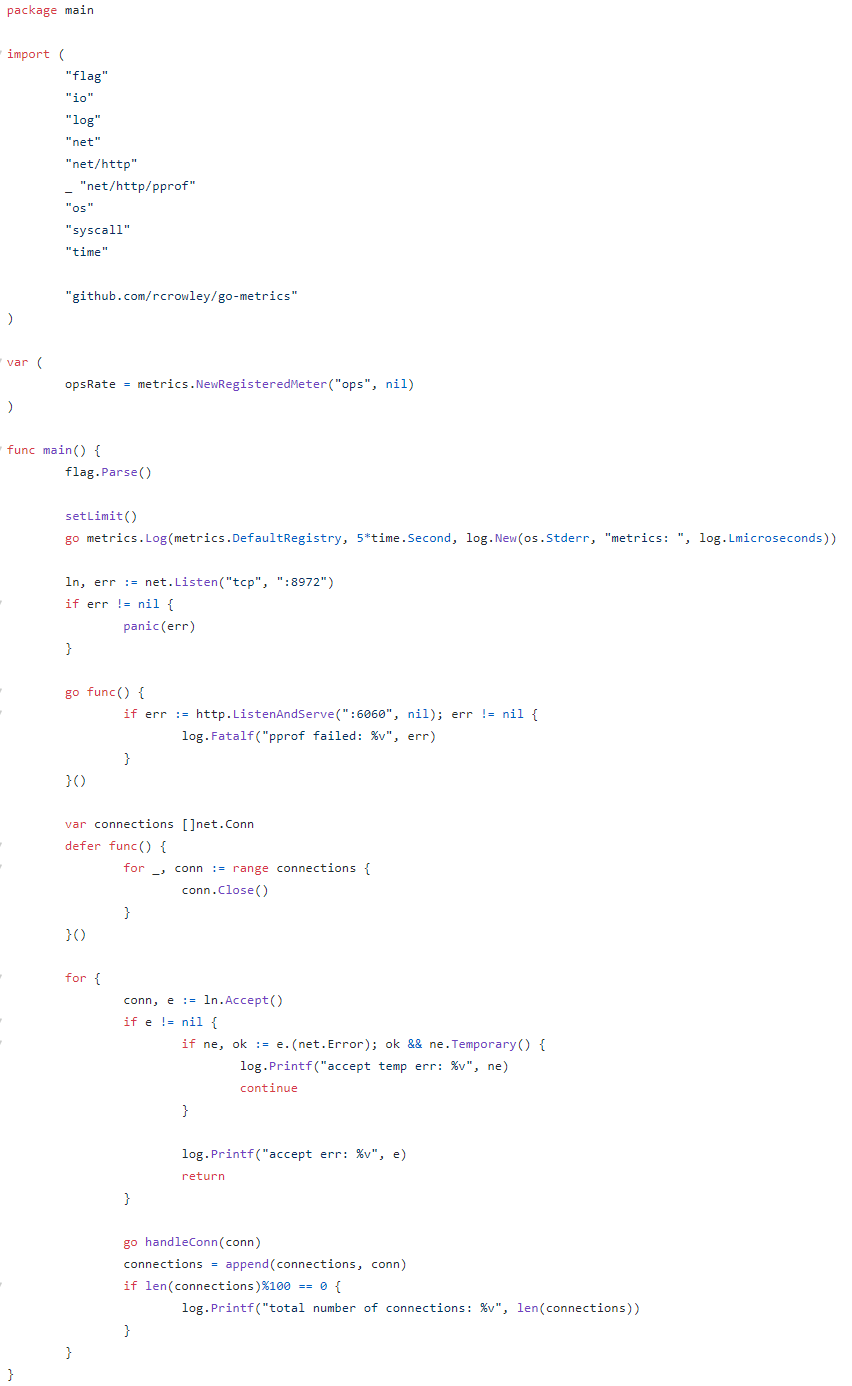 package main
import (
"flag"
"io"
"log"
"net"
"net/http"
_ "net/http/pprof"
"os"
"syscall"
"time"
"github.com/rcrowley/go-metrics"
)
var (
opsRate = metrics.NewRegisteredMeter("ops", nil)
)
func main() {
flag.Parse()
setLimit()
go metrics.Log(metrics.DefaultRegistry, 5*time.Second, log.New(os.Stderr, "metrics: ", log.Lmicroseconds))
ln, err := net.Listen("tcp", ":8972")
if err != nil {
panic(err)
}
go func() {
if err := http.ListenAndServe(":6060", nil); err != nil {
log.Fatalf("pprof failed: %v", err)
}
}()
var connections []net.Conn
defer func() {
for _, conn := range connections {
conn.Close()
}
}()
for {
conn, e := ln.Accept()
if e != nil {
if ne, ok := e.(net.Error); ok && ne.Temporary() {
log.Printf("accept temp err: %v", ne)
continue
}
log.Printf("accept err: %v", e)
return
}
go handleConn(conn)
connections = append(connections, conn)
if len(connections)%100 == 0 {
log.Printf("total number of connections: %v", len(connections))
}
}
}